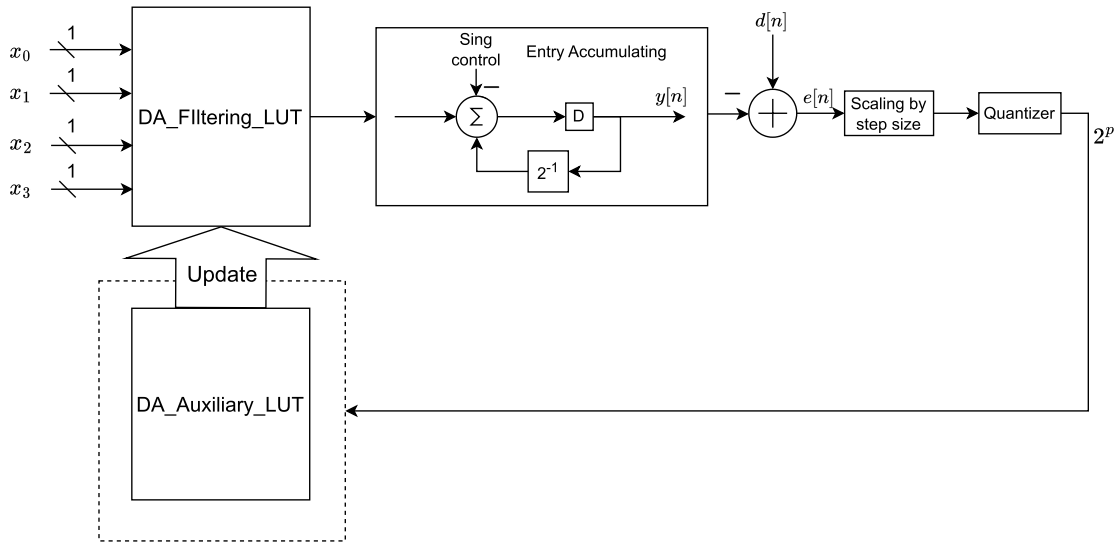 x₀
1
x₁
1
x₂
1
x₃
1
DA_FIltering_LUT
Sing
control
Entry Accumulating
−
Σ
D
2⁻¹
y[n]
d[n]
−
+
e[n]
Scaling by
step size
Quantizer
2ᵖ
Update
DA_Auxiliary_LUT